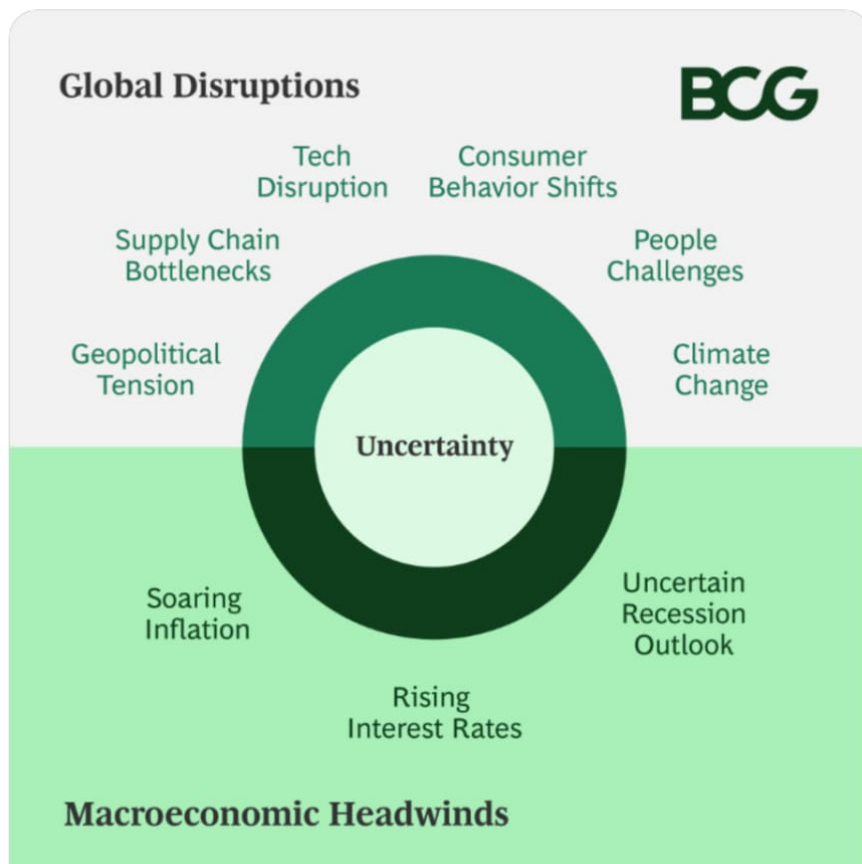 Global Disruptions
BCG
Tech
Disruption
Consumer
Behavior Shifts
Supply Chain
Bottlenecks
People
Challenges
Geopolitical
Tension
Climate
Change
Uncertainty
Soaring
Inflation
Uncertain
Recession
Outlook
Rising
Interest Rates
Macroeconomic Headwinds